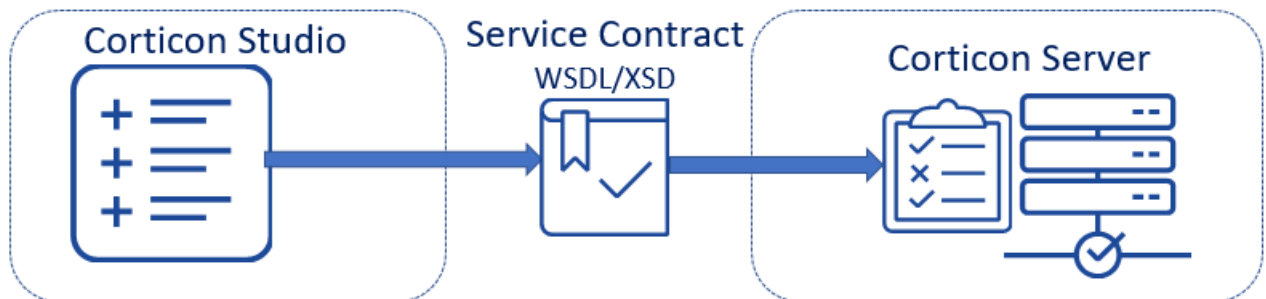 Corticon Studio
Service Contract
WSDL/XSD
Corticon Server